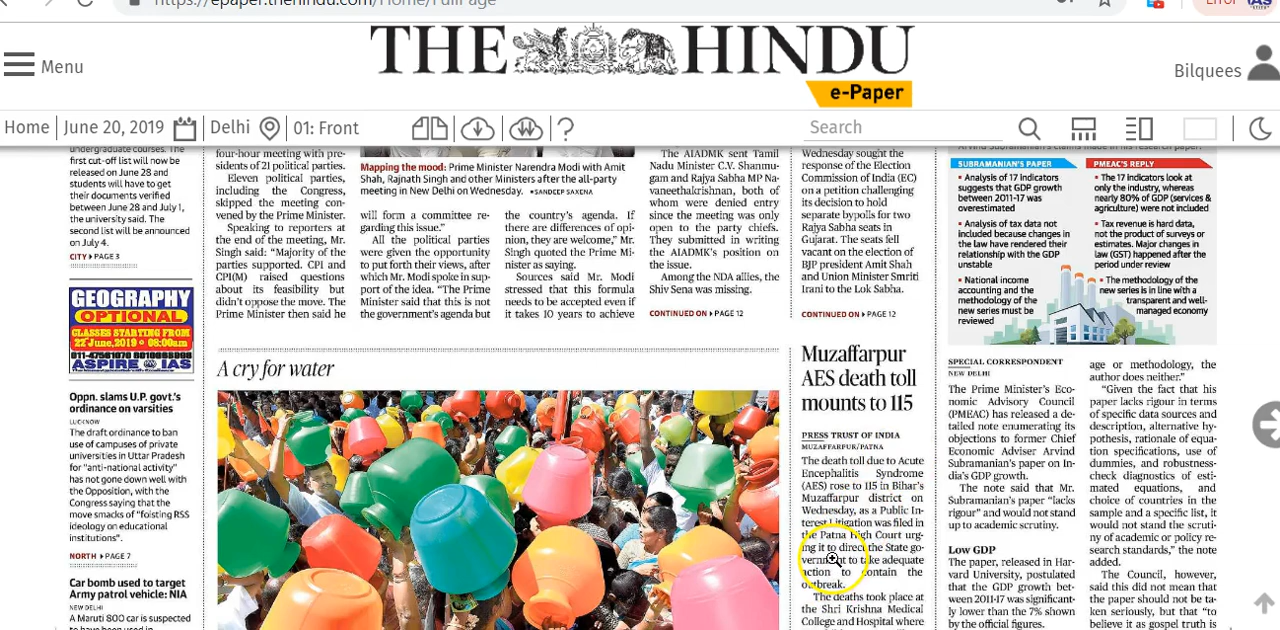 https://epaper.thehindu.com/Home/FullPage
Error
IAS
THE HINDU
e-Paper
Menu
Bilquees
Home
June 20, 2019
Delhi
01: Front
Search
undergraduate courses. The
first cut-off list will now be
released on June 28 and
students will have to get
their documents verified
between June 28 and July 1,
the university said. The
second list will be announced
on July 4.
CITY PAGE 3
GEOGRAPHY
OPTIONAL
CLASSES STARTING FROM
22 June, 2019 08:00am
ASPIRE IAS
Oppn. slams U.P. govt.'s
ordinance on varsities
LUCKNOW
The draft ordinance to ban
use of campuses of private
universities in Uttar Pradesh
for "anti-national activity"
has not gone down well with
the Opposition, with the
Congress saying that the
move smacks of "foisting RSS
ideology on educational
institutions".
NORTH PAGE 7
Car bomb used to target
Army patrol vehicle: NIA
NEW DELHI
A Maruti 800 car is suspected
to have been used in
four-hour meeting with pre-
sidents of 21 political parties.
Eleven political parties,
including the Congress,
skipped the meeting con-
vened by the Prime Minister.
Speaking to reporters at
the end of the meeting, Mr.
Singh said: "Majority of the
parties supported. CPI and
CPI(M) raised questions
about its feasibility but
didn't oppose the move. The
Prime Minister then said he
Mapping the mood: Prime Minister Narendra Modi with Amit
Shah, Rajnath Singh and other Ministers after the all-party
meeting in New Delhi on Wednesday. SANDEEP SAXENA
will form a committee re-
garding this issue."
All the political parties
were given the opportunity
to put forth their views, after
which Mr. Modi spoke in sup-
port of the idea. "The Prime
Minister said that this is not
the government's agenda but
the country's agenda. If
there are differences of opi-
nion, they are welcome," Mr.
Singh quoted the Prime Mi-
nister as saying.
Sources said Mr. Modi
stressed that this formula
needs to be accepted even if
it takes 10 years to achieve
The AIADMK sent Tamil
Nadu Minister C.V. Shanmu-
gam and Rajya Sabha MP Na-
vaneethakrishnan, both of
whom were denied entry
since the meeting was only
open to the party chiefs.
They submitted in writing
the AIADMK's position on
the issue.
Among the NDA allies, the
Shiv Sena was missing.
CONTINUED ON PAGE 12
A cry for water
Wednesday sought the
response of the Election
Commission of India (EC)
on a petition challenging
its decision to hold
separate bypolls for two
Rajya Sabha seats in
Gujarat. The seats fell
vacant on the election of
BJP president Amit Shah
and Union Minister Smriti
Irani to the Lok Sabha.
CONTINUED ON PAGE 12
Muzaffarpur
AES death toll
mounts to 115
PRESS TRUST OF INDIA
MUZAFFARPUR/PATNA
The death toll due to Acute
Encephalitis Syndrome
(AES) rose to 115 in Bihar's
Muzaffarpur district on
Wednesday, as a Public In-
terest Litigation was filed in
the Patna High Court urg-
ing it to direct the State go-
vernment to take adequate
action to contain the
outbreak.
The deaths took place at
the Shri Krishna Medical
College and Hospital where
Arvind Subramanian's claims made in his research paper.
SUBRAMANIAN'S PAPER
Analysis of 17 Indicators
suggests that GDP growth
between 2011-17 was
overestimated
Analysis of tax data not
included because changes in
the law have rendered their
relationship with the GDP
unstable
National income
accounting and the
methodology of the
new series must be
reviewed
PMEAC'S REPLY
The 17 Indicators look at
only the industry, whereas
nearly 80% of GDP (services &
agriculture) were not included
Tax revenue is hard data,
not the product of surveys or
estimates. Major changes in
law (GST) happened after the
period under review
The methodology of the
new series is in line with a
transparent and well-
managed economy
SPECIAL CORRESPONDENT
NEW DELHI
The Prime Minister's Eco-
nomic Advisory Council
(PMEAC) has released a de-
tailed note enumerating its
objections to former Chief
Economic Adviser Arvind
Subramanian's paper on In-
dia's GDP growth.
The note said that Mr.
Subramanian's paper "lacks
rigour" and would not stand
up to academic scrutiny.
Low GDP
The paper, released in Har-
vard University, postulated
that the GDP growth bet-
ween 2011-17 was significant-
ly lower than the 7% shown
by the official figures.
age or methodology, the
author does neither."
"Given the fact that his
paper lacks rigour in terms
of specific data sources and
description, alternative hy-
pothesis, rationale of equa-
tion specifications, use of
dummies, and robustness-
check diagnostics of esti-
mated equations, and
choice of countries in the
sample and a specific list, it
would not stand the scruti-
ny of academic or policy re-
search standards," the note
added.
The Council, however,
said this did not mean that
the paper should not be ta-
ken seriously, but that "to
believe it as gospel truth is